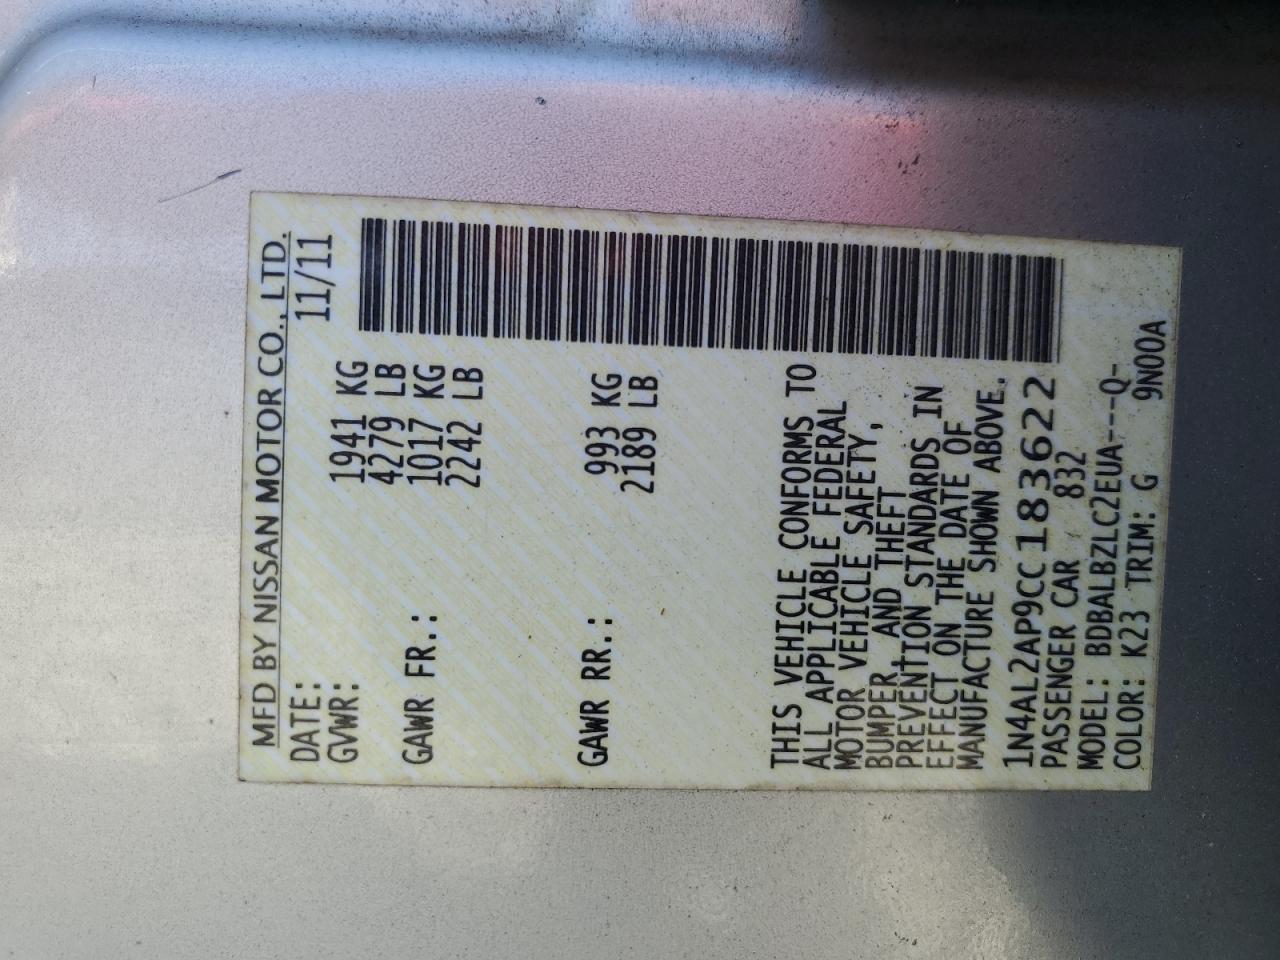 MFD BY NISSAN MOTOR CO., LTD.
DATE: 11/11
GVWR: 1941 KG
4279 LB
GAWR FR.: 1017 KG
2242 LB
GAWR RR.: 993 KG
2189 LB
THIS VEHICLE CONFORMS TO
ALL APPLICABLE FEDERAL
MOTOR VEHICLE SAFETY,
BUMPER, AND THEFT
PREVENTION STANDARDS IN
EFFECT ON THE DATE OF
MANUFACTURE SHOWN ABOVE.
1N4AL2AP9CC183622
PASSENGER CAR 832
MODEL: BDBALBZLC2EUA---Q-
COLOR: K23 TRIM: G 9N00A